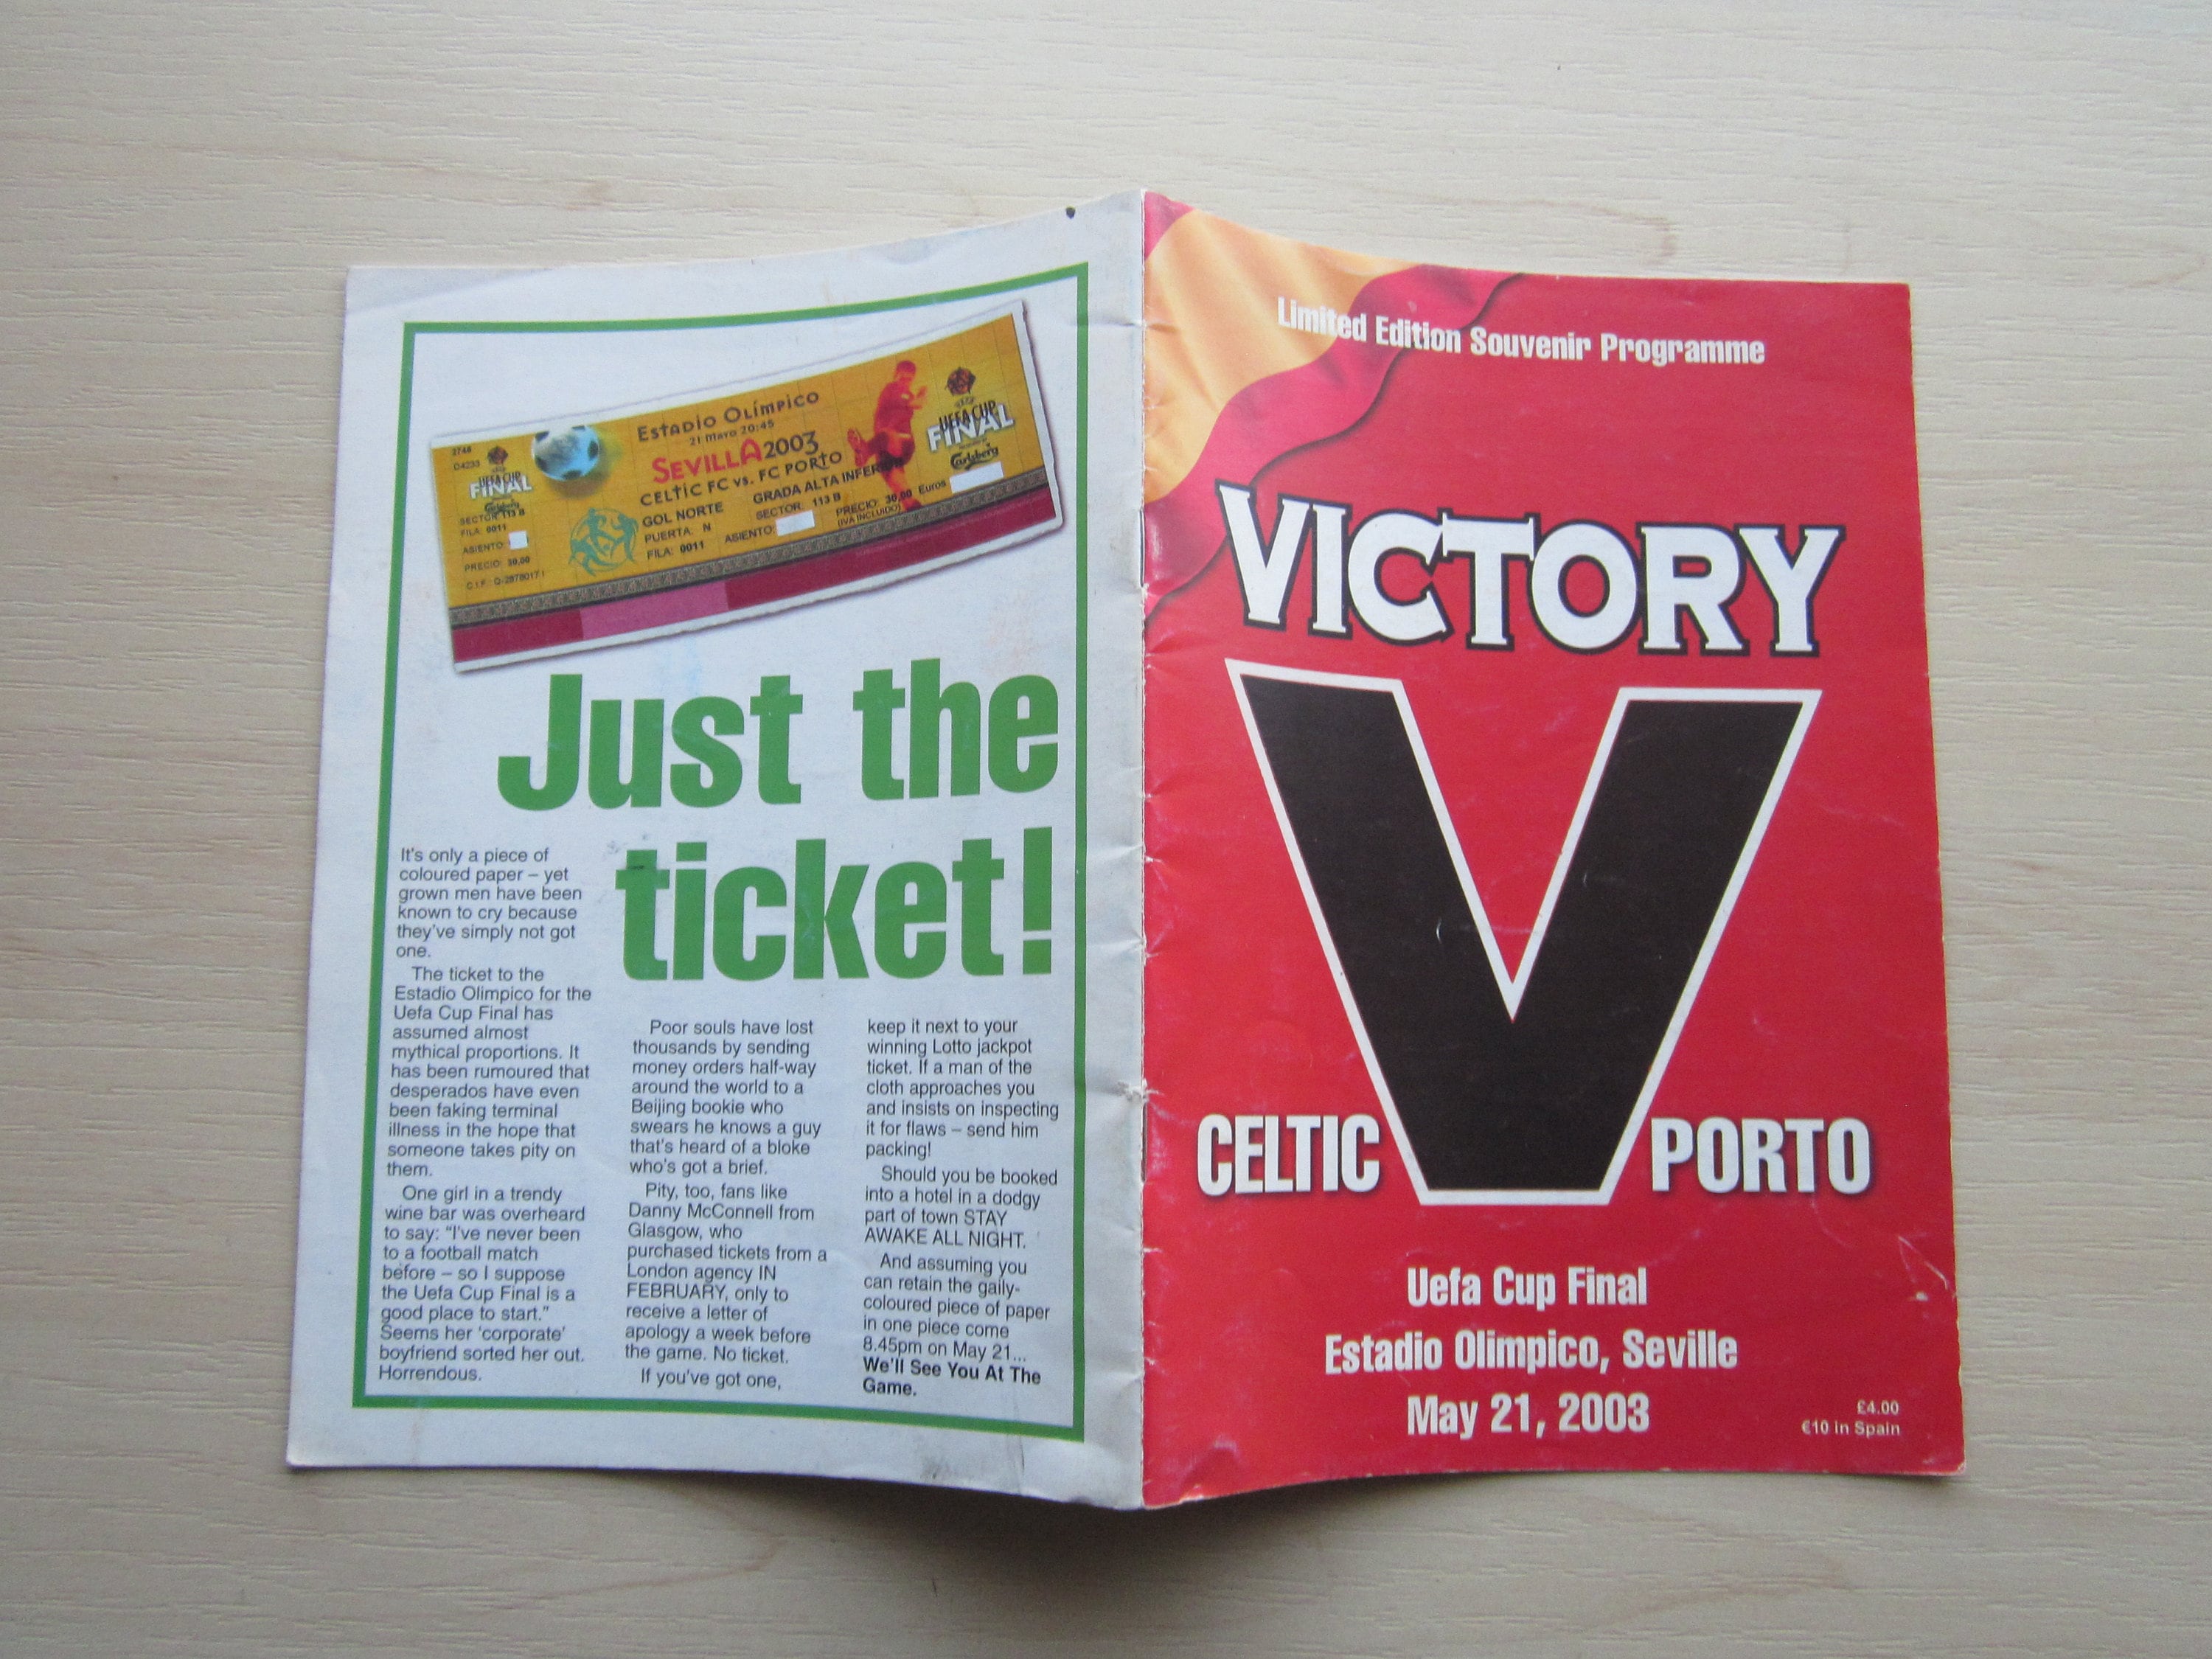 2748
D4233
UEFA CUP
FINAL
Carlsberg
SECTOR: 113 B
FILA: 0011
ASIENTO:
PRECIO: 30,00
C.I.F.: Q-2878017 I
Estadio Olímpico
21 Mayo 20:45
SEVILLA 2003
CELTIC FC vs. FC PORTO
GOL NORTE
GRADA ALTA INFERIOR
PUERTA: N
SECTOR: 113 B
PRECIO: 30,00 Euros
(IVA INCLUIDO)
FILA: 0011
ASIENTO:
UEFA CUP
FINAL
Carlsberg
Just the
ticket!
It's only a piece of
coloured paper – yet
grown men have been
known to cry because
they've simply not got
one.
The ticket to the
Estadio Olimpico for the
Uefa Cup Final has
assumed almost
mythical proportions. It
has been rumoured that
desperados have even
been faking terminal
illness in the hope that
someone takes pity on
them.
One girl in a trendy
wine bar was overheard
to say: "I've never been
to a football match
before – so I suppose
the Uefa Cup Final is a
good place to start."
Seems her 'corporate'
boyfriend sorted her out.
Horrendous.
Poor souls have lost
thousands by sending
money orders half-way
around the world to a
Beijing bookie who
swears he knows a guy
that's heard of a bloke
who's got a brief.
Pity, too, fans like
Danny McConnell from
Glasgow, who
purchased tickets from a
London agency IN
FEBRUARY, only to
receive a letter of
apology a week before
the game. No ticket.
If you've got one,
keep it next to your
winning Lotto jackpot
ticket. If a man of the
cloth approaches you
and insists on inspecting
it for flaws – send him
packing!
Should you be booked
into a hotel in a dodgy
part of town STAY
AWAKE ALL NIGHT.
And assuming you
can retain the gaily-
coloured piece of paper
in one piece come
8.45pm on May 21...
We'll See You At The
Game.
Limited Edition Souvenir Programme
VICTORY
CELTIC V PORTO
Uefa Cup Final
Estadio Olimpico, Seville
May 21, 2003
£4.00
€10 in Spain